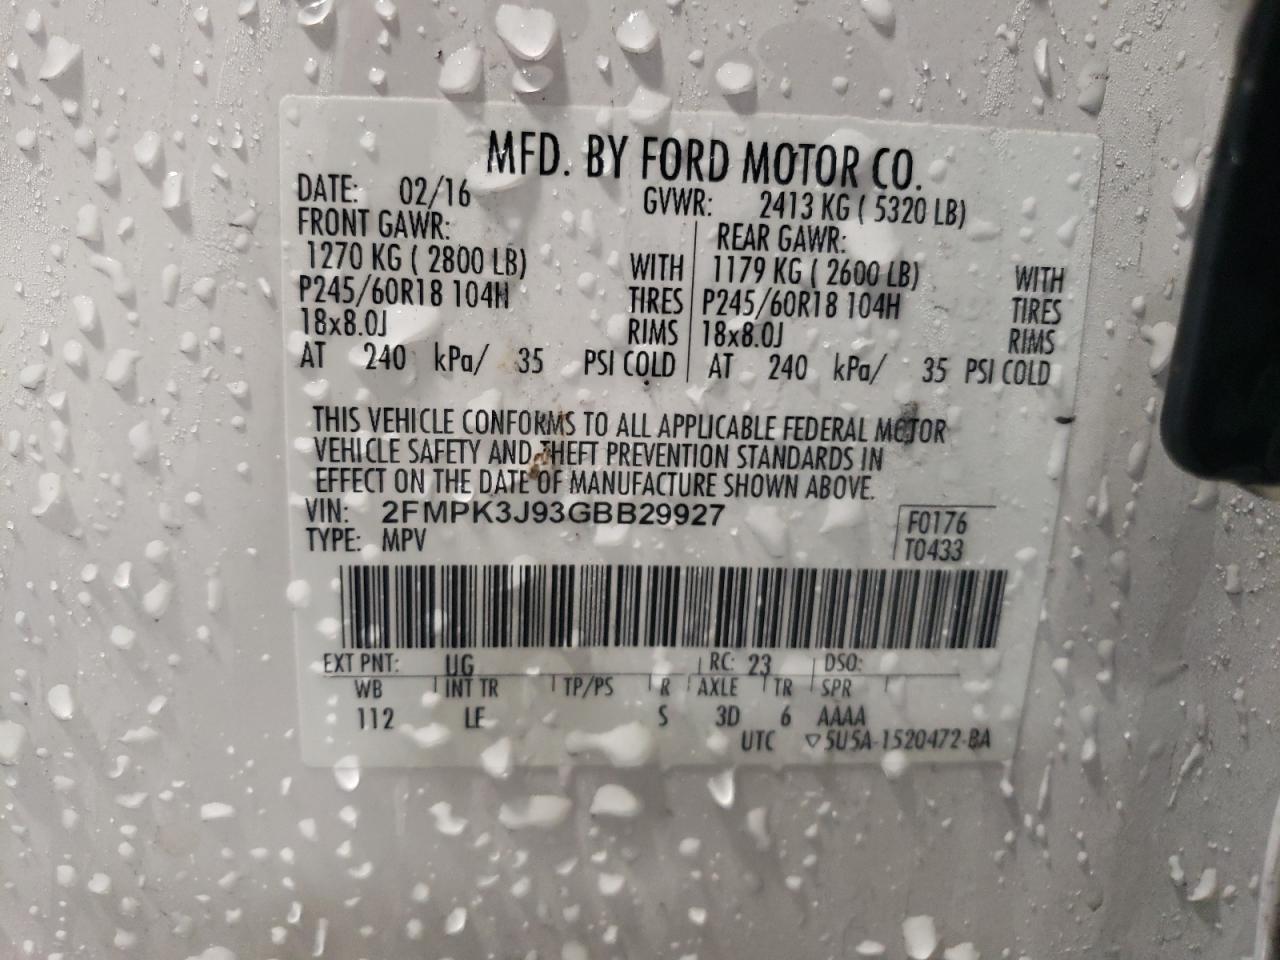 MFD. BY FORD MOTOR CO.
DATE: 02/16 GVWR: 2413 KG ( 5320 LB)
FRONT GAWR: REAR GAWR:
1270 KG ( 2800 LB) WITH 1179 KG ( 2600 LB) WITH
P245/60R18 104H TIRES P245/60R18 104H TIRES
18x8.0J RIMS 18x8.0J RIMS
AT 240 kPa/ 35 PSI COLD AT 240 kPa/ 35 PSI COLD
THIS VEHICLE CONFORMS TO ALL APPLICABLE FEDERAL MOTOR
VEHICLE SAFETY AND THEFT PREVENTION STANDARDS IN
EFFECT ON THE DATE OF MANUFACTURE SHOWN ABOVE.
VIN: 2FMPK3J93GBB29927 F0176
TYPE: MPV T0433
EXT PNT: UG RC: 23 DSO:
WB INT TR TP/PS R AXLE TR SPR
112 LF S 3D 6 AAAA
UTC ▽5U5A-1520472-BA